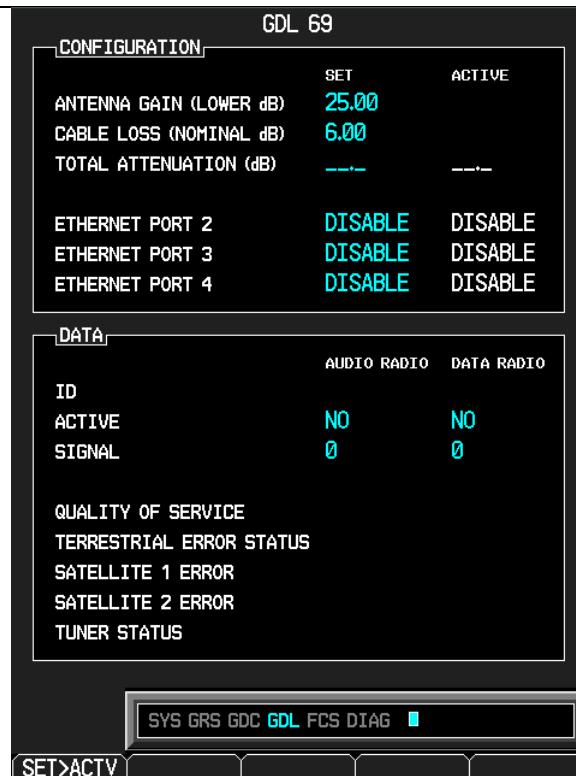 GDL 69
CONFIGURATION
SET ACTIVE
ANTENNA GAIN (LOWER dB) 25.00
CABLE LOSS (NOMINAL dB) 6.00
TOTAL ATTENUATION (dB) __._ __._
ETHERNET PORT 2 DISABLE DISABLE
ETHERNET PORT 3 DISABLE DISABLE
ETHERNET PORT 4 DISABLE DISABLE
DATA
AUDIO RADIO DATA RADIO
ID
ACTIVE NO NO
SIGNAL 0 0
QUALITY OF SERVICE
TERRESTRIAL ERROR STATUS
SATELLITE 1 ERROR
SATELLITE 2 ERROR
TUNER STATUS
SYS GRS GDC GDL FCS DIAG
SET>ACTV